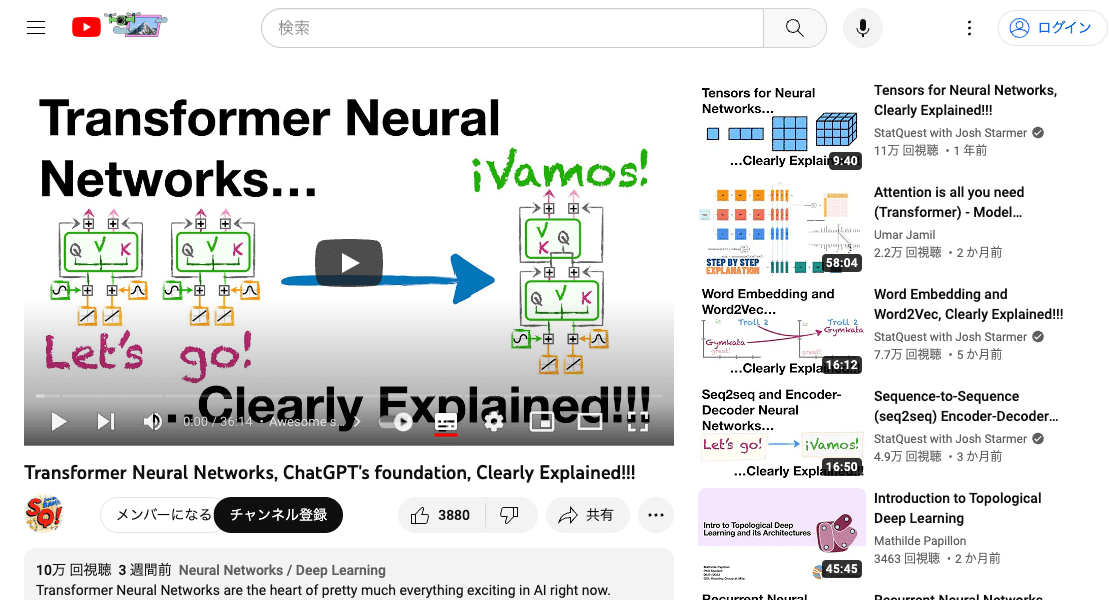 検索
ログイン
Transformer Neural
Networks...
¡Vamos!
Q V K
Q V K
V
K Q
Q V K
Let's go!
...Clearly Explained!!!
0:00 / 36:14 • Awesome s...
Transformer Neural Networks, ChatGPT's foundation, Clearly Explained!!!
SQ!
メンバーになる
チャンネル登録
3880
共有
10万 回視聴 3 週間前 Neural Networks / Deep Learning
Transformer Neural Networks are the heart of pretty much everything exciting in AI right now.
Tensors for Neural
Networks...
...Clearly Explai
9:40
Tensors for Neural Networks,
Clearly Explained!!!
StatQuest with Josh Starmer
11万 回視聴 ・1 年前
STEP BY STEP
EXPLANATION
58:04
Attention is all you need
(Transformer) - Model...
Umar Jamil
2.2万 回視聴 ・2 か月前
Word Embedding and
Word2Vec...
Troll 2
Troll 2
Gymkata
Gymkata
great!
great!
...Clearly Ex
16:12
Word Embedding and
Word2Vec, Clearly Explained!!!
StatQuest with Josh Starmer
7.7万 回視聴 ・5 か月前
Seq2seq and Encoder-
Decoder Neural
Networks...
Let's go!
¡Vamos!
...Clearly Ex
16:50
Sequence-to-Sequence
(seq2seq) Encoder-Decoder...
StatQuest with Josh Starmer
4.9万 回視聴 ・3 か月前
Intro to Topological Deep
Learning and its Architectures
45:45
Introduction to Topological
Deep Learning
Mathilde Papillon
3463 回視聴 ・2 か月前
Recurrent Neural
Recurrent Neural Networks